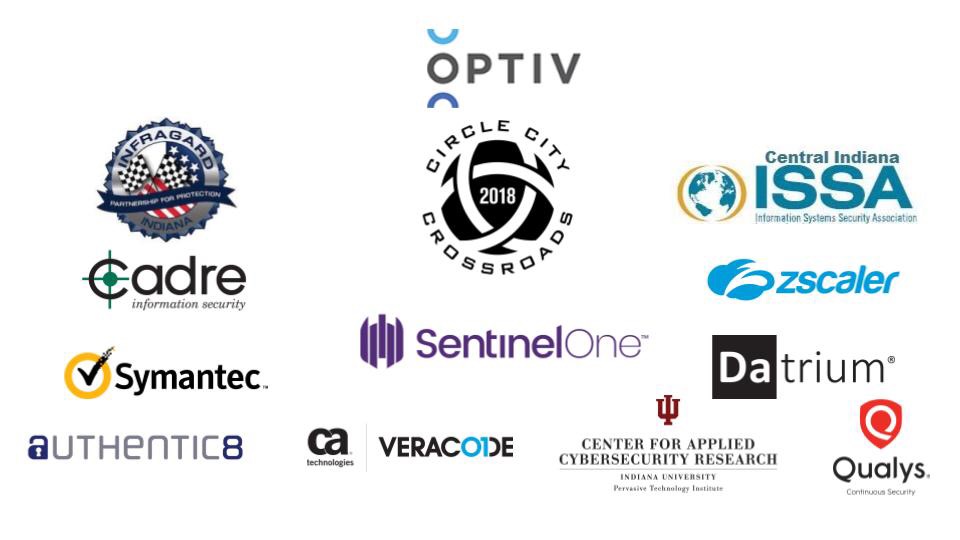 OPTIV
INFRAGARD
PARTNERSHIP FOR PROTECTION
INDIANA
CIRCLE CITY
2018
CROSSROADS
Central Indiana
ISSA
Information Systems Security Association
Cadre
information security
zscaler
SentinelOne™
Symantec™
Datrium®
aUTHENTIC8
ca
technologies
VERACODE
Ψ
CENTER FOR APPLIED
CYBERSECURITY RESEARCH
INDIANA UNIVERSITY
Pervasive Technology Institute
Qualys®
Continuous Security